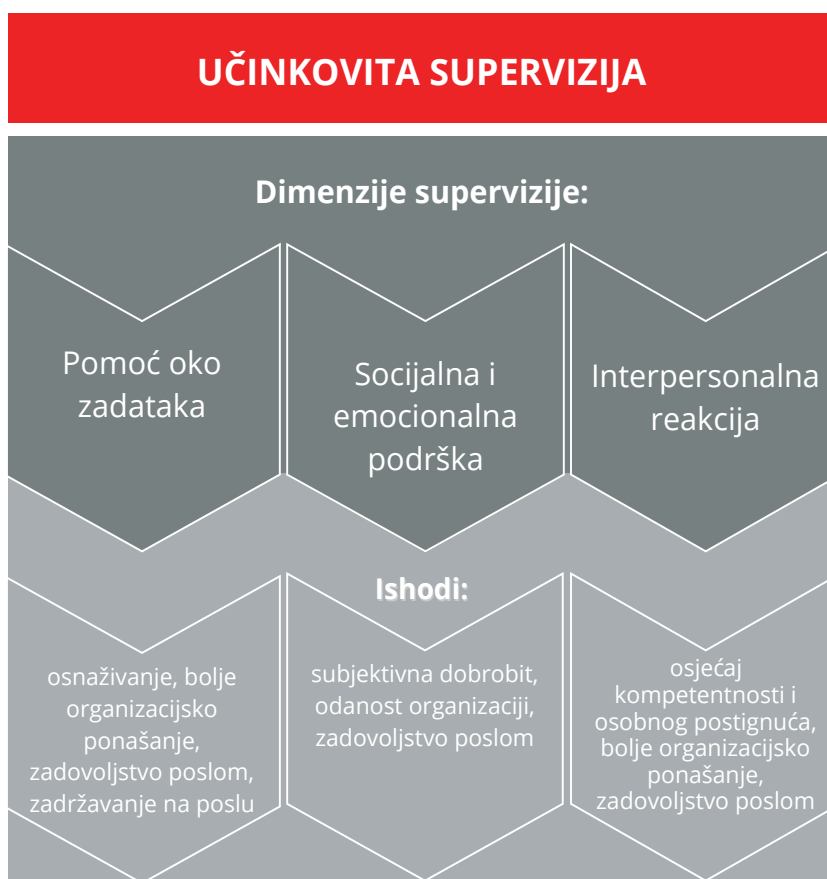 UČINKOVITA SUPERVIZIJA
Dimenzije supervizije:
Pomoć oko
zadataka
Socijalna i
emocionalna
podrška
Interpersonalna
reakcija
Ishodi:
osnaživanje, bolje
organizacijsko
ponašanje,
zadovoljstvo poslom,
zadržavanje na poslu
subjektivna dobrobit,
odanost organizaciji,
zadovoljstvo poslom
osjećaj
kompetentnosti i
osobnog postignuća,
bolje organizacijsko
ponašanje,
zadovoljstvo poslom